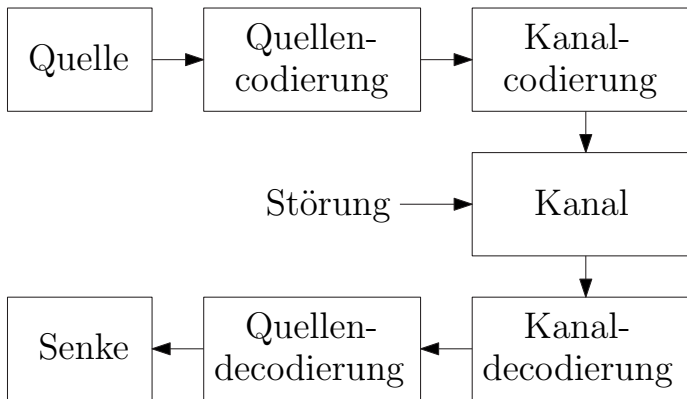 Quelle
Quellen-
codierung
Kanal-
codierung
Störung
Kanal
Senke
Quellen-
decodierung
Kanal-
decodierung